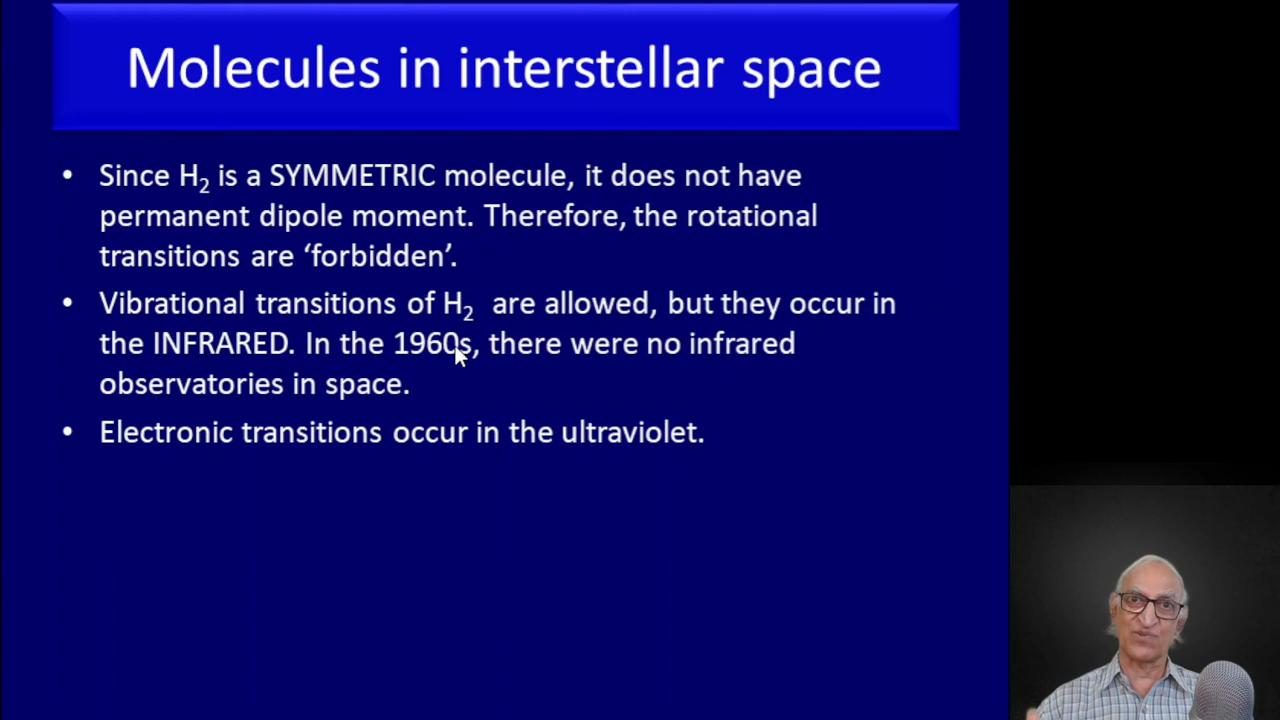 Molecules in interstellar space
• Since H₂ is a SYMMETRIC molecule, it does not have
permanent dipole moment. Therefore, the rotational
transitions are ‘forbidden’.
• Vibrational transitions of H₂ are allowed, but they occur in
the INFRARED. In the 1960s, there were no infrared
observatories in space.
• Electronic transitions occur in the ultraviolet.